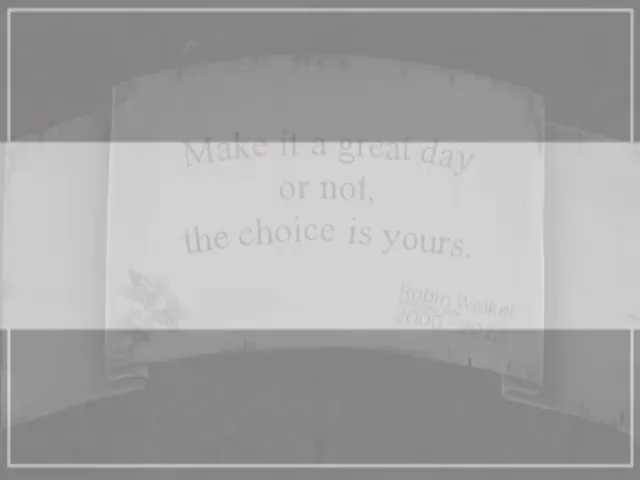 Make it a great day
or not,
the choice is yours.
Robin Weikel